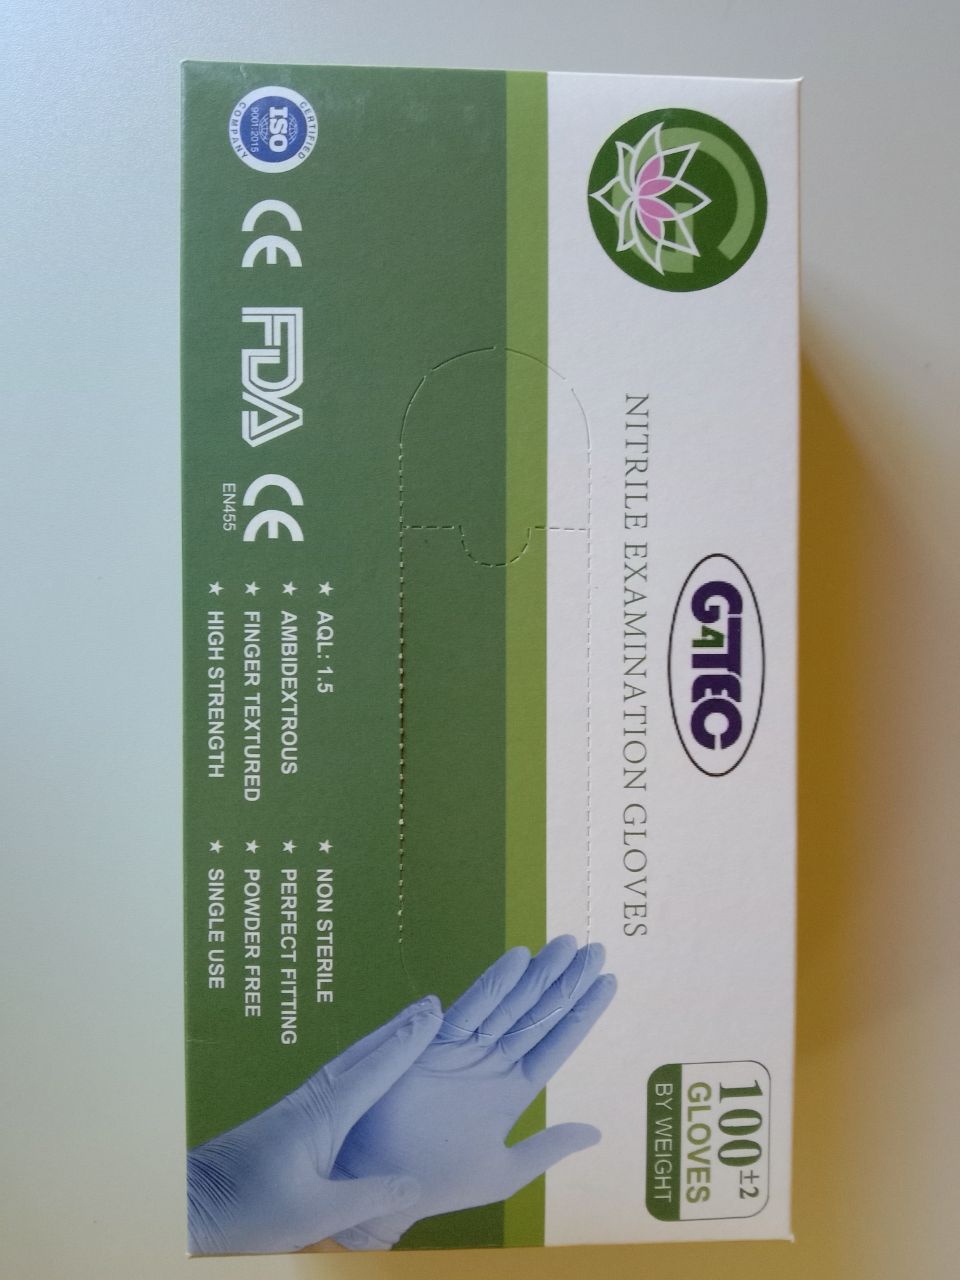 G4TEC
100±2
GLOVES
BY WEIGHT
NITRILE EXAMINATION GLOVES
G
CERTIFIED
ISO
9001:2015
COMPANY
CE
FDA
CE
EN455
★ AQL: 1.5
★ AMBIDEXTROUS
★ FINGER TEXTURED
★ HIGH STRENGTH
★ NON STERILE
★ PERFECT FITTING
★ POWDER FREE
★ SINGLE USE